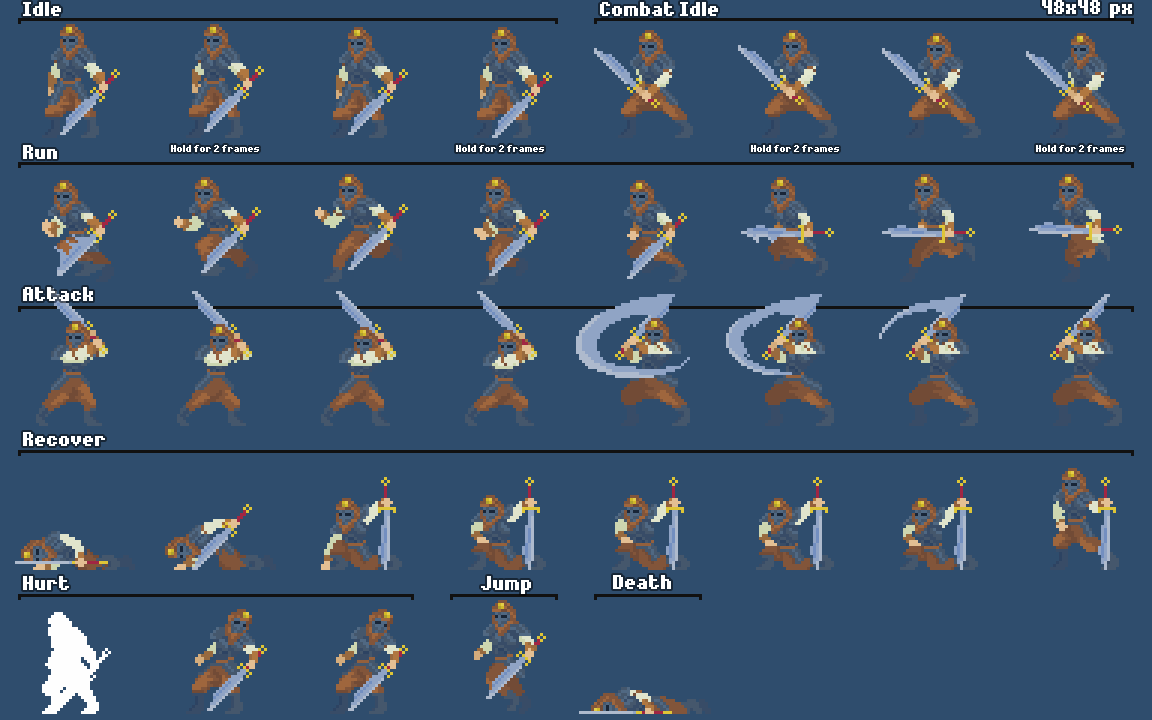 Idle
Combat Idle
48x48 px
Hold for 2 frames
Hold for 2 frames
Hold for 2 frames
Hold for 2 frames
Run
Attack
Recover
Hurt
Jump
Death